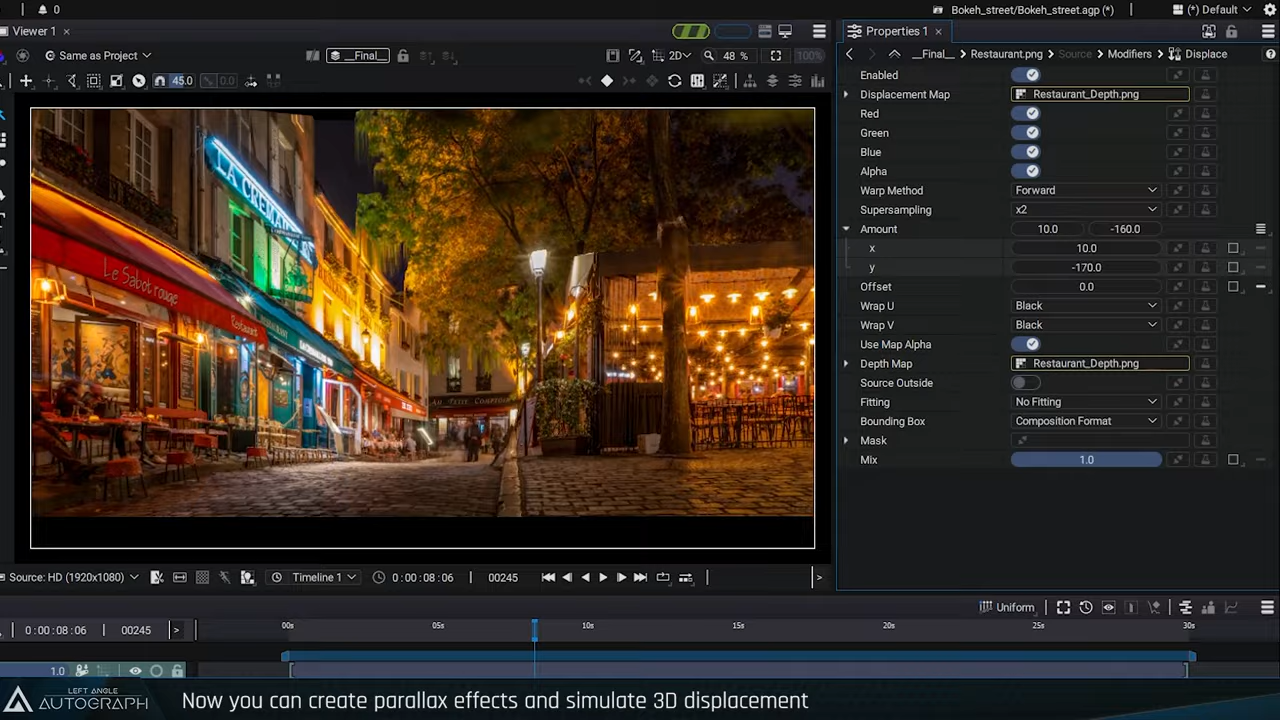 0
Bokeh_street/Bokeh_street.agp (*)
(*) Default
Viewer 1 ×
Properties 1 ×
Same as Project
__Final__
2D
48 %
100%
__Final__ > Restaurant.png > Source > Modifiers > Displace
45.0
0.0
Enabled
Displacement Map Restaurant_Depth.png
Red
Green
Blue
Alpha
Warp Method Forward
Supersampling x2
Amount 10.0 -160.0
x 10.0
y -170.0
Offset 0.0
Wrap U Black
Wrap V Black
Use Map Alpha
Depth Map Restaurant_Depth.png
Source Outside
Fitting No Fitting
Bounding Box Composition Format
Mask
Mix 1.0
LA CREMAILL
Le Sabot rouge
Restaurant
AU PETIT COMPTOIR
Source: HD (1920x1080)
Timeline 1
0:00:08:06
00245
>
Uniform
0:00:08:06
00245
>
00s 05s 10s 15s 20s 25s 30s
1.0
LEFT ANGLE
AUTOGRAPH
Now you can create parallax effects and simulate 3D displacement